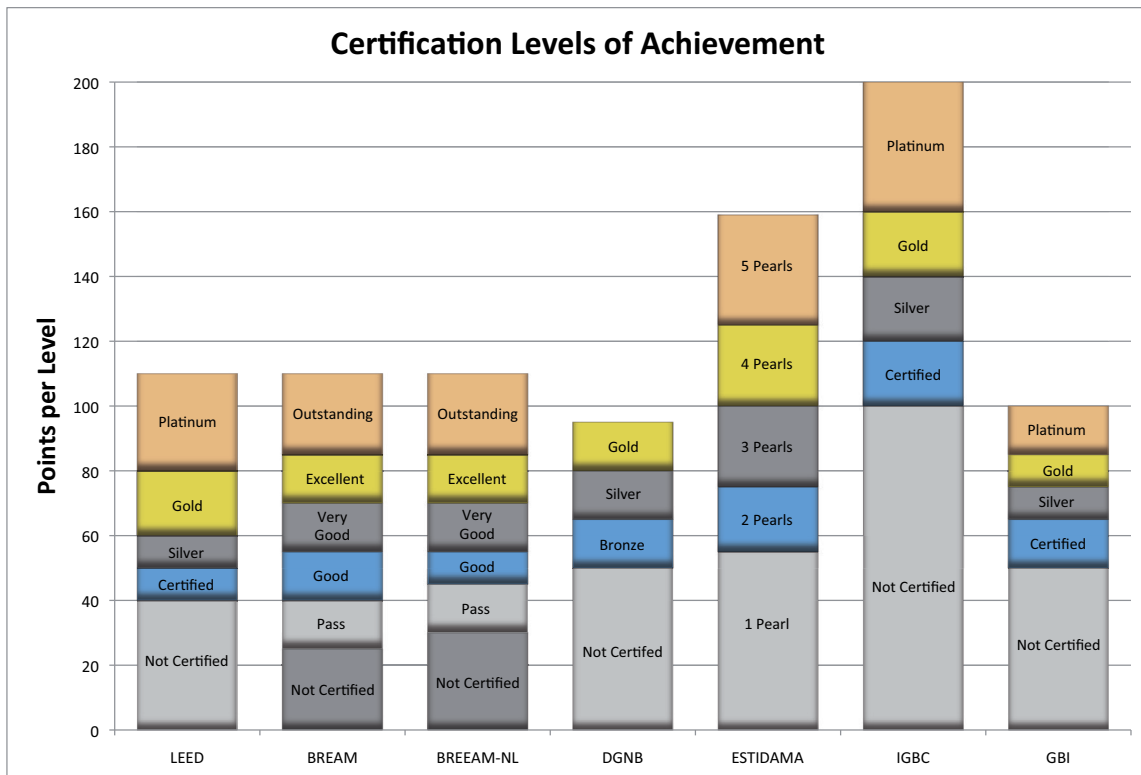 Certification Levels of Achievement
Points per Level
200
180
160
140
120
100
80
60
40
20
0
Platinum
Gold
Silver
Certified
Not Certified
Outstanding
Excellent
Very
Good
Good
Pass
Not Certified
Outstanding
Excellent
Very
Good
Good
Pass
Not Certified
Gold
Silver
Bronze
Not Certifed
5 Pearls
4 Pearls
3 Pearls
2 Pearls
1 Pearl
Platinum
Gold
Silver
Certified
Not Certified
Platinum
Gold
Silver
Certified
Not Certified
LEED
BREAM
BREEAM-NL
DGNB
ESTIDAMA
IGBC
GBI